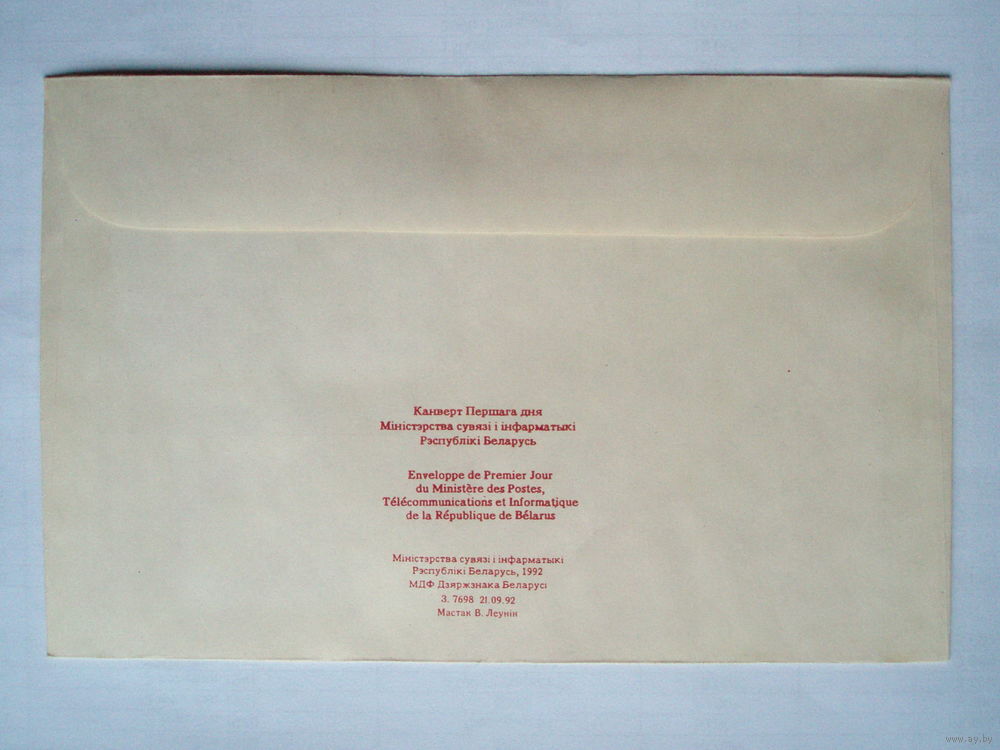 Канверт Першага дня
Міністэрства сувязі і інфарматыкі
Рэспублікі Беларусь
Enveloppe de Premier Jour
du Ministère des Postes,
Télécommunications et Informatique
de la République de Bélarus
Міністэрства сувязі і інфарматыкі
Рэспублікі Беларусь, 1992
МДФ Дзяржзнака Беларусі
З. 7698 21.09.92
Мастак В. Леунін
www.ay.by